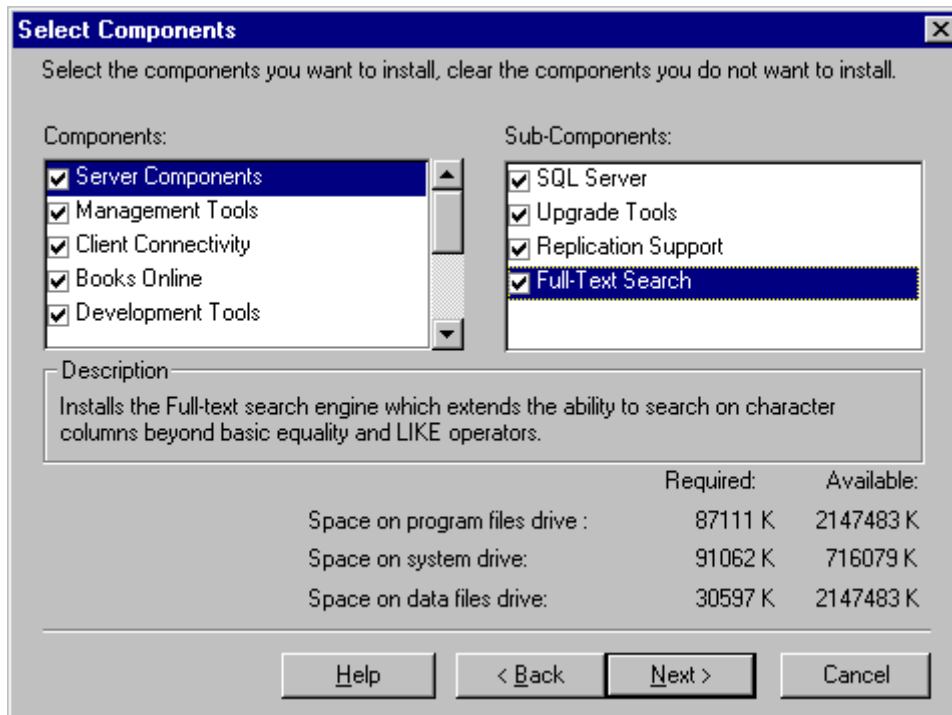 Select Components
Select the components you want to install, clear the components you do not want to install.
Components:
Server Components
Management Tools
Client Connectivity
Books Online
Development Tools
Sub-Components:
SQL Server
Upgrade Tools
Replication Support
Full-Text Search
Description
Installs the Full-text search engine which extends the ability to search on character
columns beyond basic equality and LIKE operators.
Required: Available:
Space on program files drive : 87111 K 2147483 K
Space on system drive: 91062 K 716079 K
Space on data files drive: 30597 K 2147483 K
Help < Back Next > Cancel